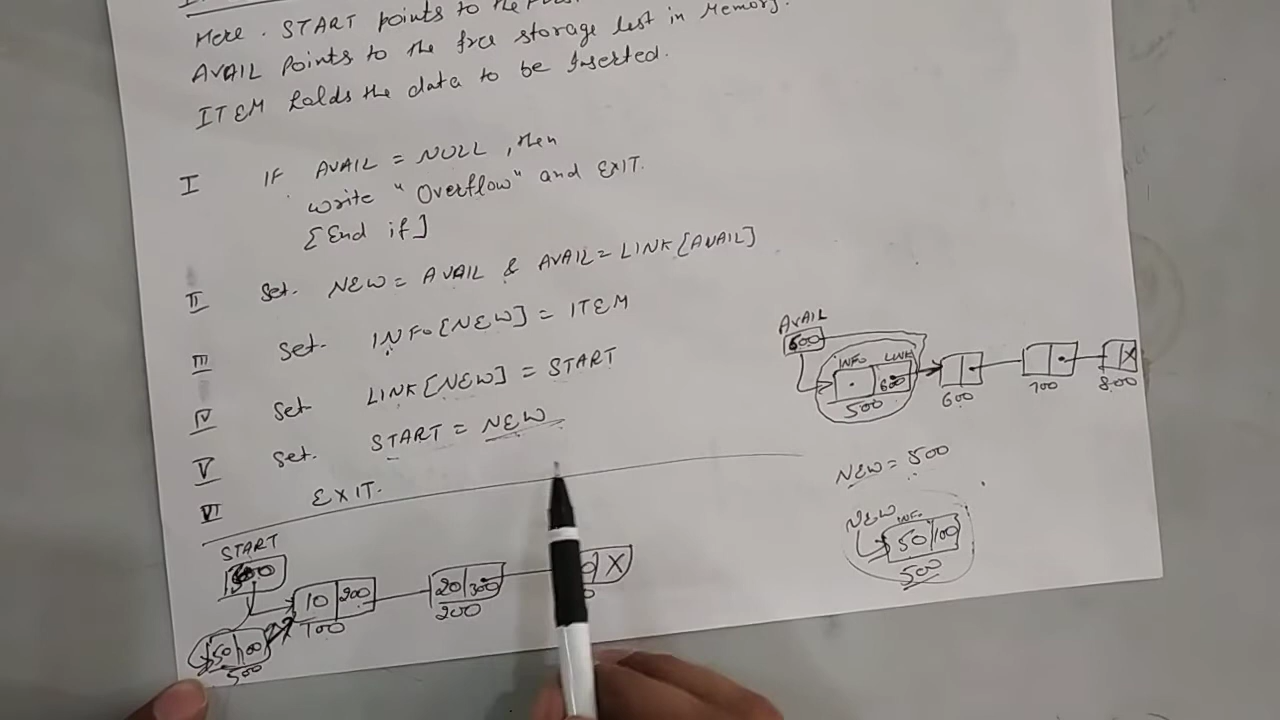 Here. START points to the
AVAIL Points to the free storage list in Memory.
ITEM holds the data to be Inserted.
I IF AVAIL = NULL, then
write "Overflow" and EXIT.
[End if]
II Set NEW = AVAIL & AVAIL = LINK[AVAIL]
III Set INFO[NEW] = ITEM
IV Set LINK[NEW] = START
V Set START = NEW
VI EXIT.
AVAIL
600
INFO LINK
600
500
600
700
X
800
NEW = 500
NEW INFO
50 100
500
START
500
10 200
100
20 300
200
X
50 100
500